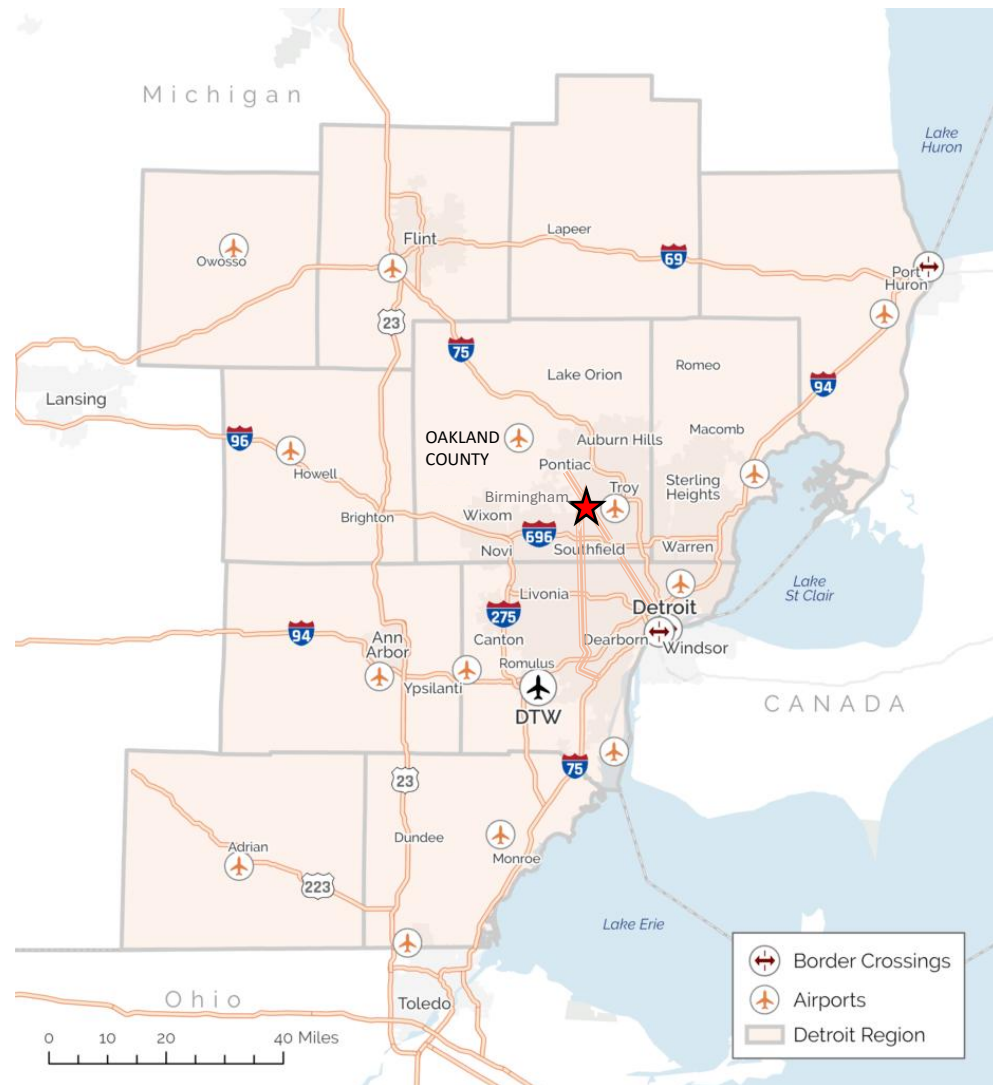 Michigan
Lake
Huron
Flint
Lapeer
Owosso
69
Port
Huron
23
75
Lake Orion
Romeo
94
Lansing
96
OAKLAND
COUNTY
Auburn Hills
Macomb
Howell
Pontiac
Troy
Sterling
Heights
Birmingham
Brighton
Wixom
696
Novi
Southfield
Warren
Lake
St Clair
Livonia
275
Detroit
94
Ann
Arbor
Canton
Dearborn
Windsor
Romulus
Ypsilanti
DTW
CANADA
75
23
Dundee
Adrian
Monroe
223
Lake Erie
Ohio
Toledo
0 10 20 40 Miles
Border Crossings
Airports
Detroit Region